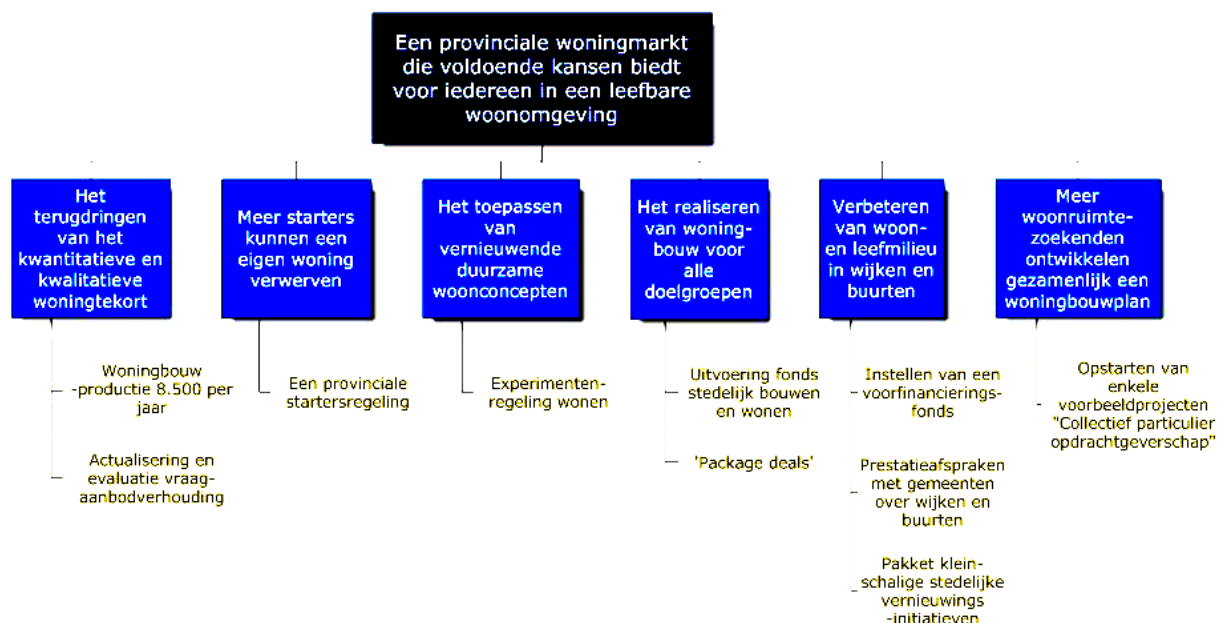 Een provinciale woningmarkt
die voldoende kansen biedt
voor iedereen in een leefbare
woonomgeving
Het
terugdringen
van het
kwantitatieve en
kwalitatieve
woningtekort
Meer starters
kunnen een
eigen woning
verwerven
Het toepassen
van
vernieuwende
duurzame
woonconcepten
Het realiseren
van woning-
bouw voor
alle
doelgroepen
Verbeteren
van woon-
en leefmilieu
in wijken en
buurten
Meer
woonruimte-
zoekenden
ontwikkelen
gezamenlijk een
woningbouwplan
Woningbouw
-productie 8.500 per
jaar
Actualisering en
evaluatie vraag-
aanbodverhouding
Een provinciale
startersregeling
Experimenten-
regeling wonen
Uitvoering fonds
stedelijk bouwen
en wonen
'Package deals'
Instellen van een
voorfinancierings-
fonds
Prestatieafspraken
met gemeenten
over wijken en
buurten
Pakket klein-
schalige stedelijke
vernieuwings
-initiatieven
Opstarten van
enkele
voorbeeldprojecten
"Collectief particulier
opdrachtgeverschap"